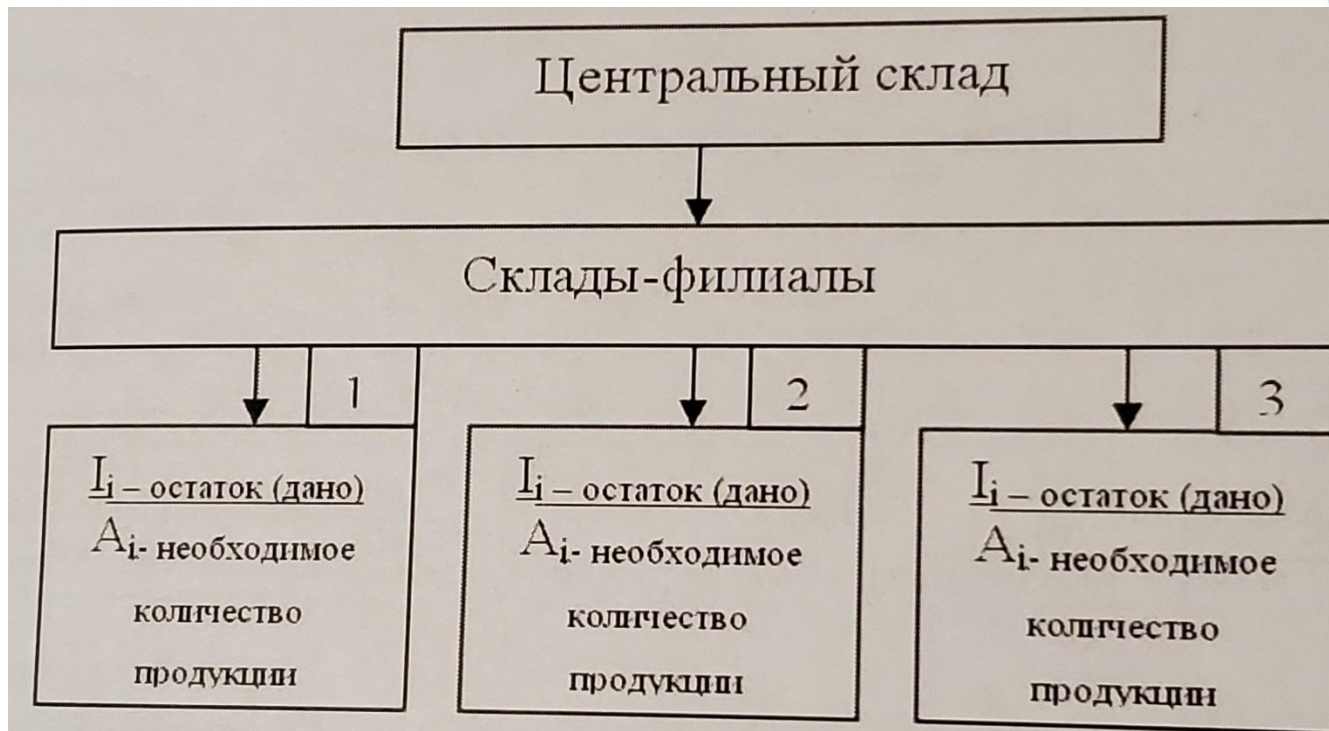 Центральный склад
Склады-филиалы
1
2
3
Ii – остаток (дано)
Ai- необходимое
количество
продукции
Ii – остаток (дано)
Ai- необходимое
количество
продукции
Ii – остаток (дано)
Ai- необходимое
количество
продукции